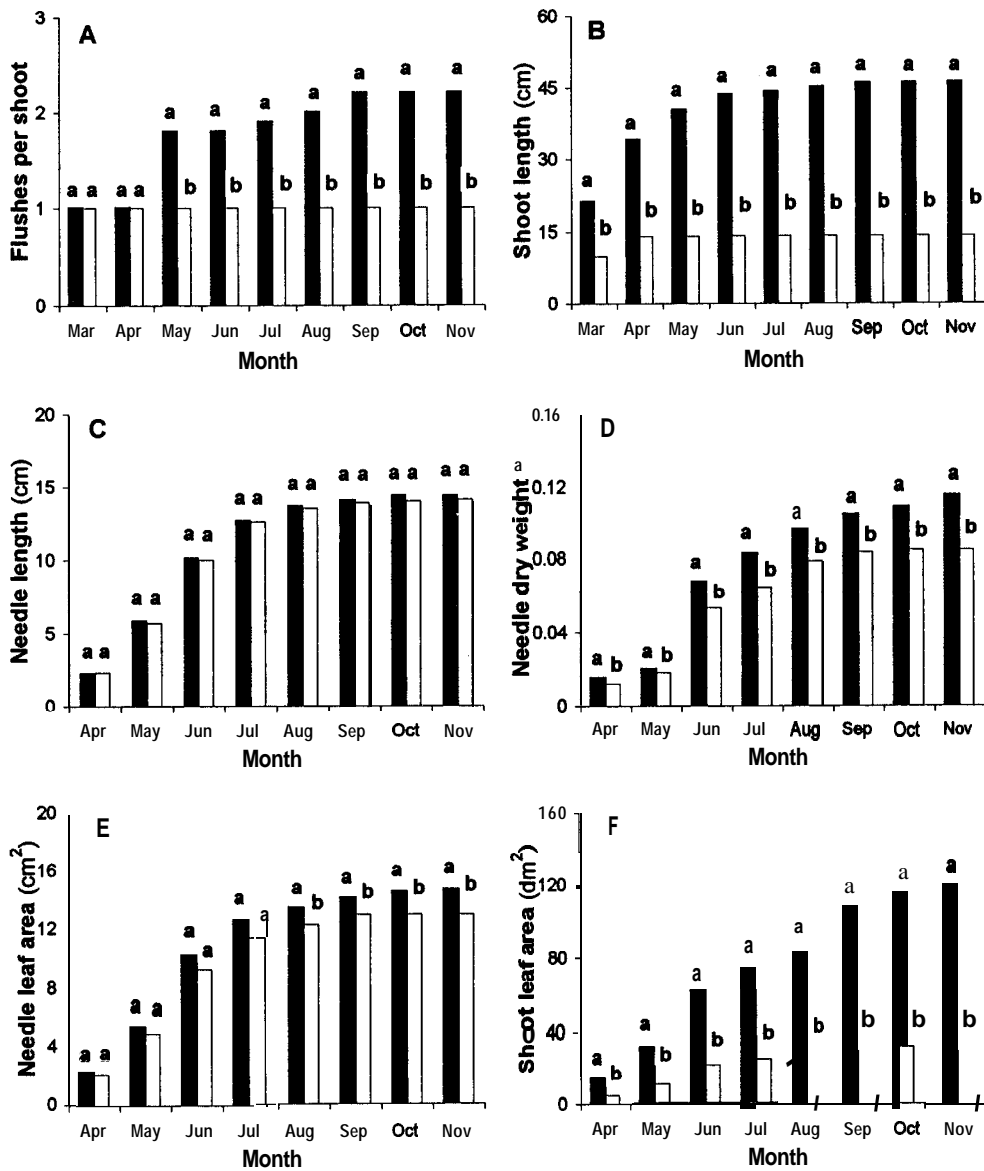 A
Flushes per shoot
3
2
1
0
a a a a a b a b a b a b a b a b a b
Mar Apr May Jun Jul Aug Sep Oct Nov
Month
B
Shoot length (cm)
60
45
30
15
0
a b a b a b a b a b a b a b a b a b
Mar Apr May Jun Jul Aug Sep Oct Nov
Month
C
Needle length (cm)
20
15
10
5
0
a a a a a a a a a a a a a a a a
Apr May Jun Jul Aug Sep Oct Nov
Month
D
Needle dry weight a
0.16
0.12
0.08
0.04
0
a b a b a b a b a b a b a b a b
Apr May Jun Jul Aug Sep Oct Nov
Month
E
Needle leaf area (cm²)
20
16
12
8
4
0
a a a a a a a a a b a b a b a b
Apr May Jun Jul Aug Sep Oct Nov
Month
F
Shoot leaf area (dm²)
160
120
80
40
0
a b a b a b a b a b a b a b a b
Apr May Jun Jul Aug Sep Oct Nov
Month